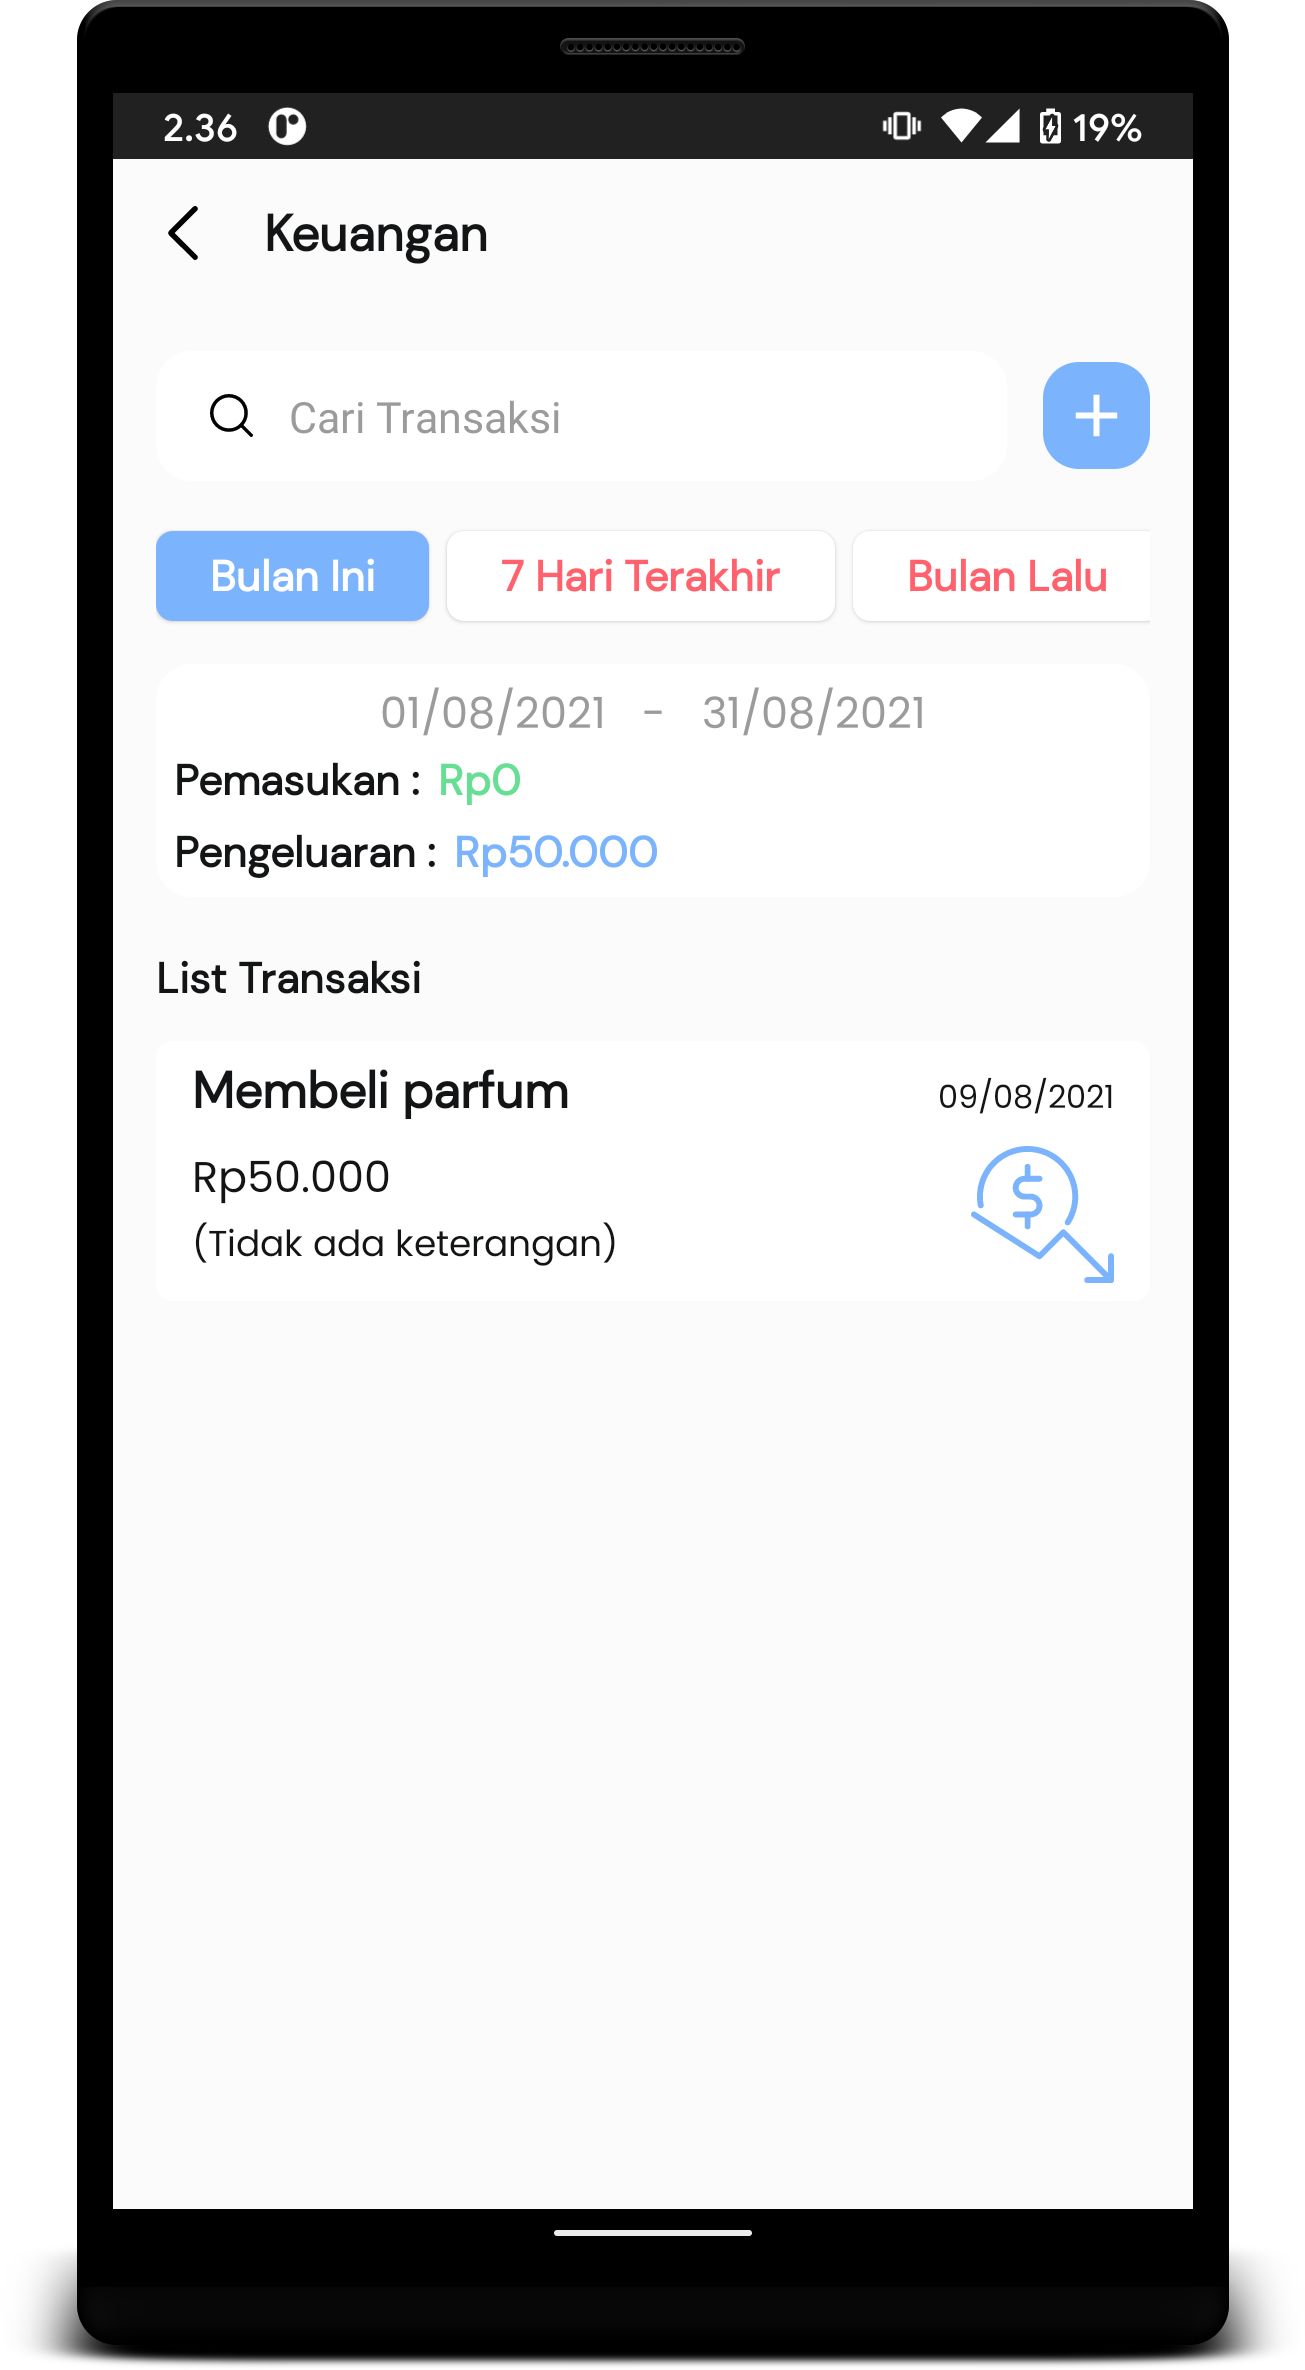 2.36 19%
Keuangan
Cari Transaksi
Bulan Ini 7 Hari Terakhir Bulan Lalu
01/08/2021 - 31/08/2021
Pemasukan : Rp0
Pengeluaran : Rp50.000
List Transaksi
Membeli parfum 09/08/2021
Rp50.000
(Tidak ada keterangan)